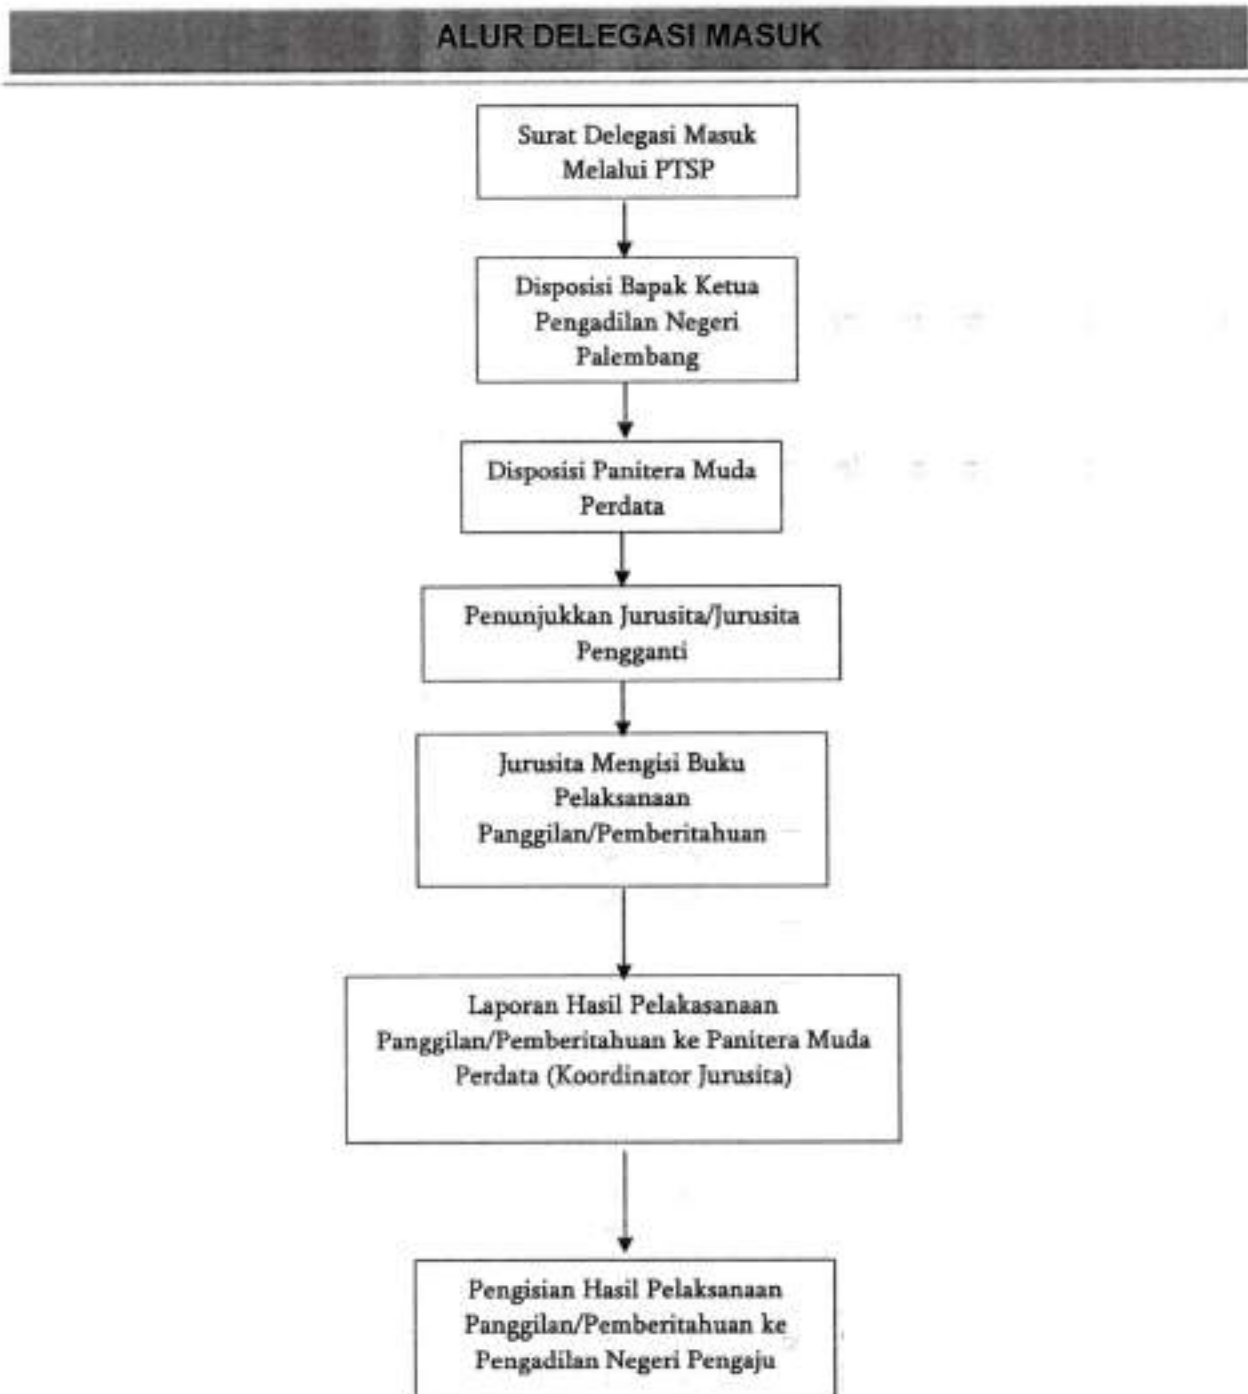 ALUR DELEGASI MASUK
Surat Delegasi Masuk
Melalui PTSP
Disposisi Bapak Ketua
Pengadilan Negeri
Palembang
Disposisi Panitera Muda
Perdata
Penunjukkan Jurusita/Jurusita
Pengganti
Jurusita Mengisi Buku
Pelaksanaan
Panggilan/Pemberitahuan
Laporan Hasil Pelakasanaan
Panggilan/Pemberitahuan ke Panitera Muda
Perdata (Koordinator Jurusita)
Pengisian Hasil Pelaksanaan
Panggilan/Pemberitahuan ke
Pengadilan Negeri Pengaju